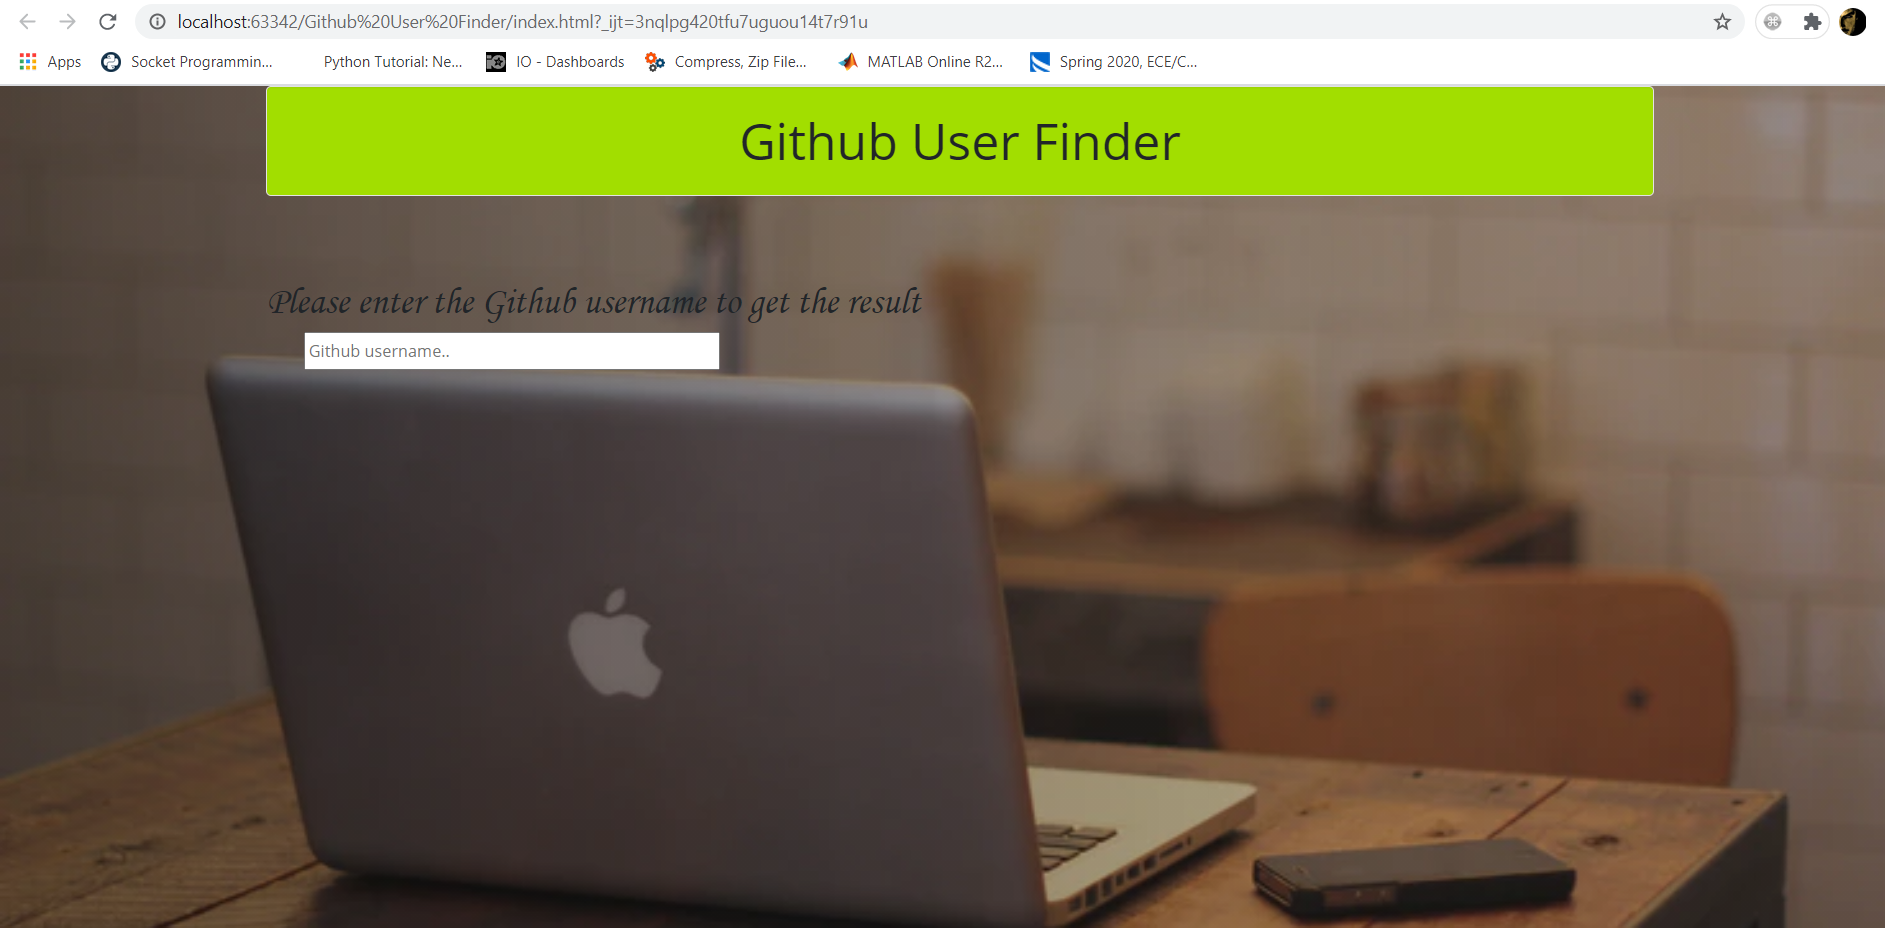 localhost:63342/Github%20User%20Finder/index.html?_ijt=3nqlpg420tfu7uguou14t7r91u
Apps Socket Programmin... Python Tutorial: Ne... IO - Dashboards Compress, Zip File... MATLAB Online R2... Spring 2020, ECE/C...
Github User Finder
Please enter the Github username to get the result
Github username..